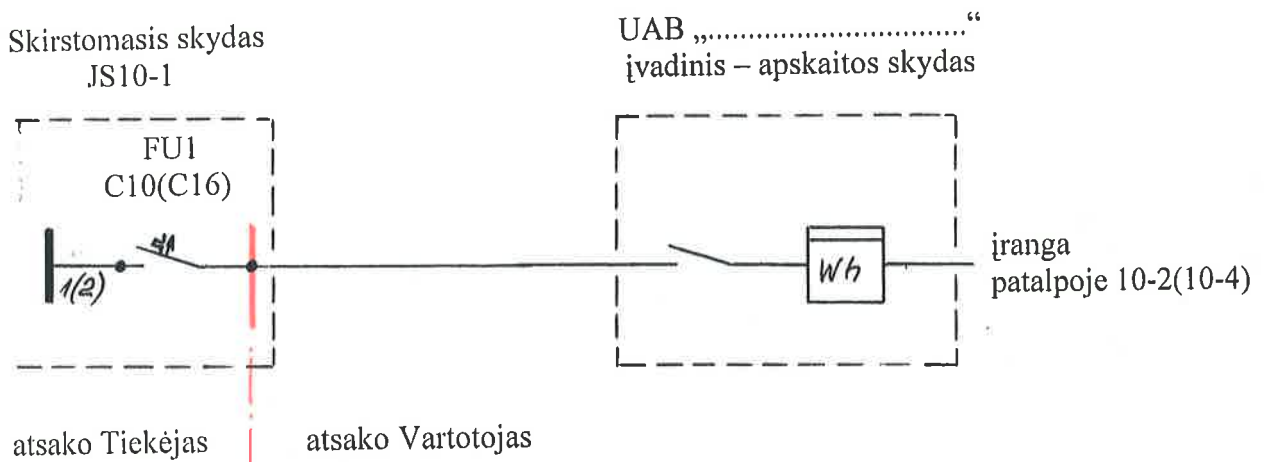 Skirstomasis skydas
JS10-1
UAB „.................................“
įvadinis – apskaitos skydas
FU1
C10(C16)
1(2)
Wh
įranga
patalpoje 10-2(10-4)
atsako Tiekėjas
atsako Vartotojas